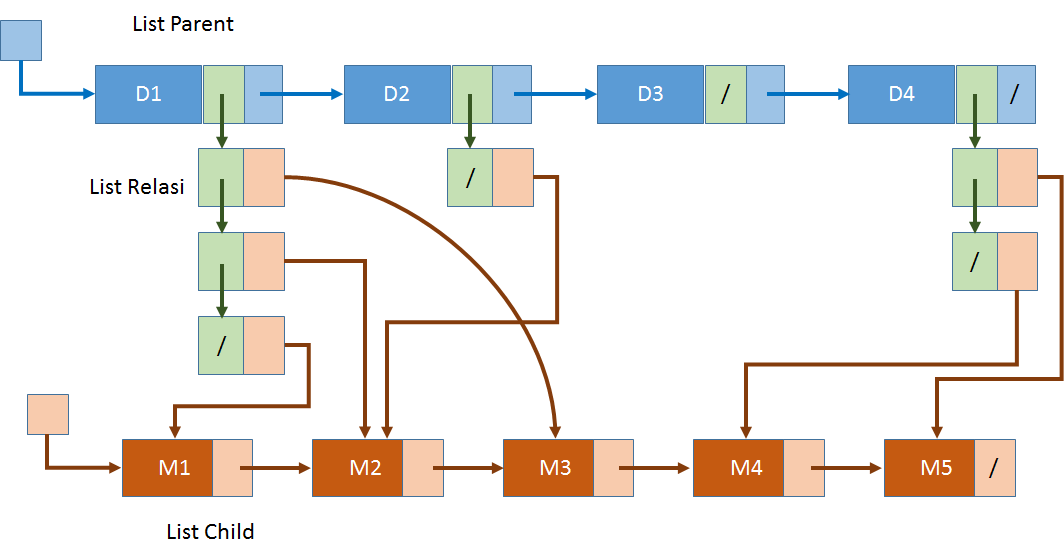 List Parent
D1
D2
D3 /
D4 /
List Relasi
/
/
/
M1
M2
M3
M4
M5 /
List Child